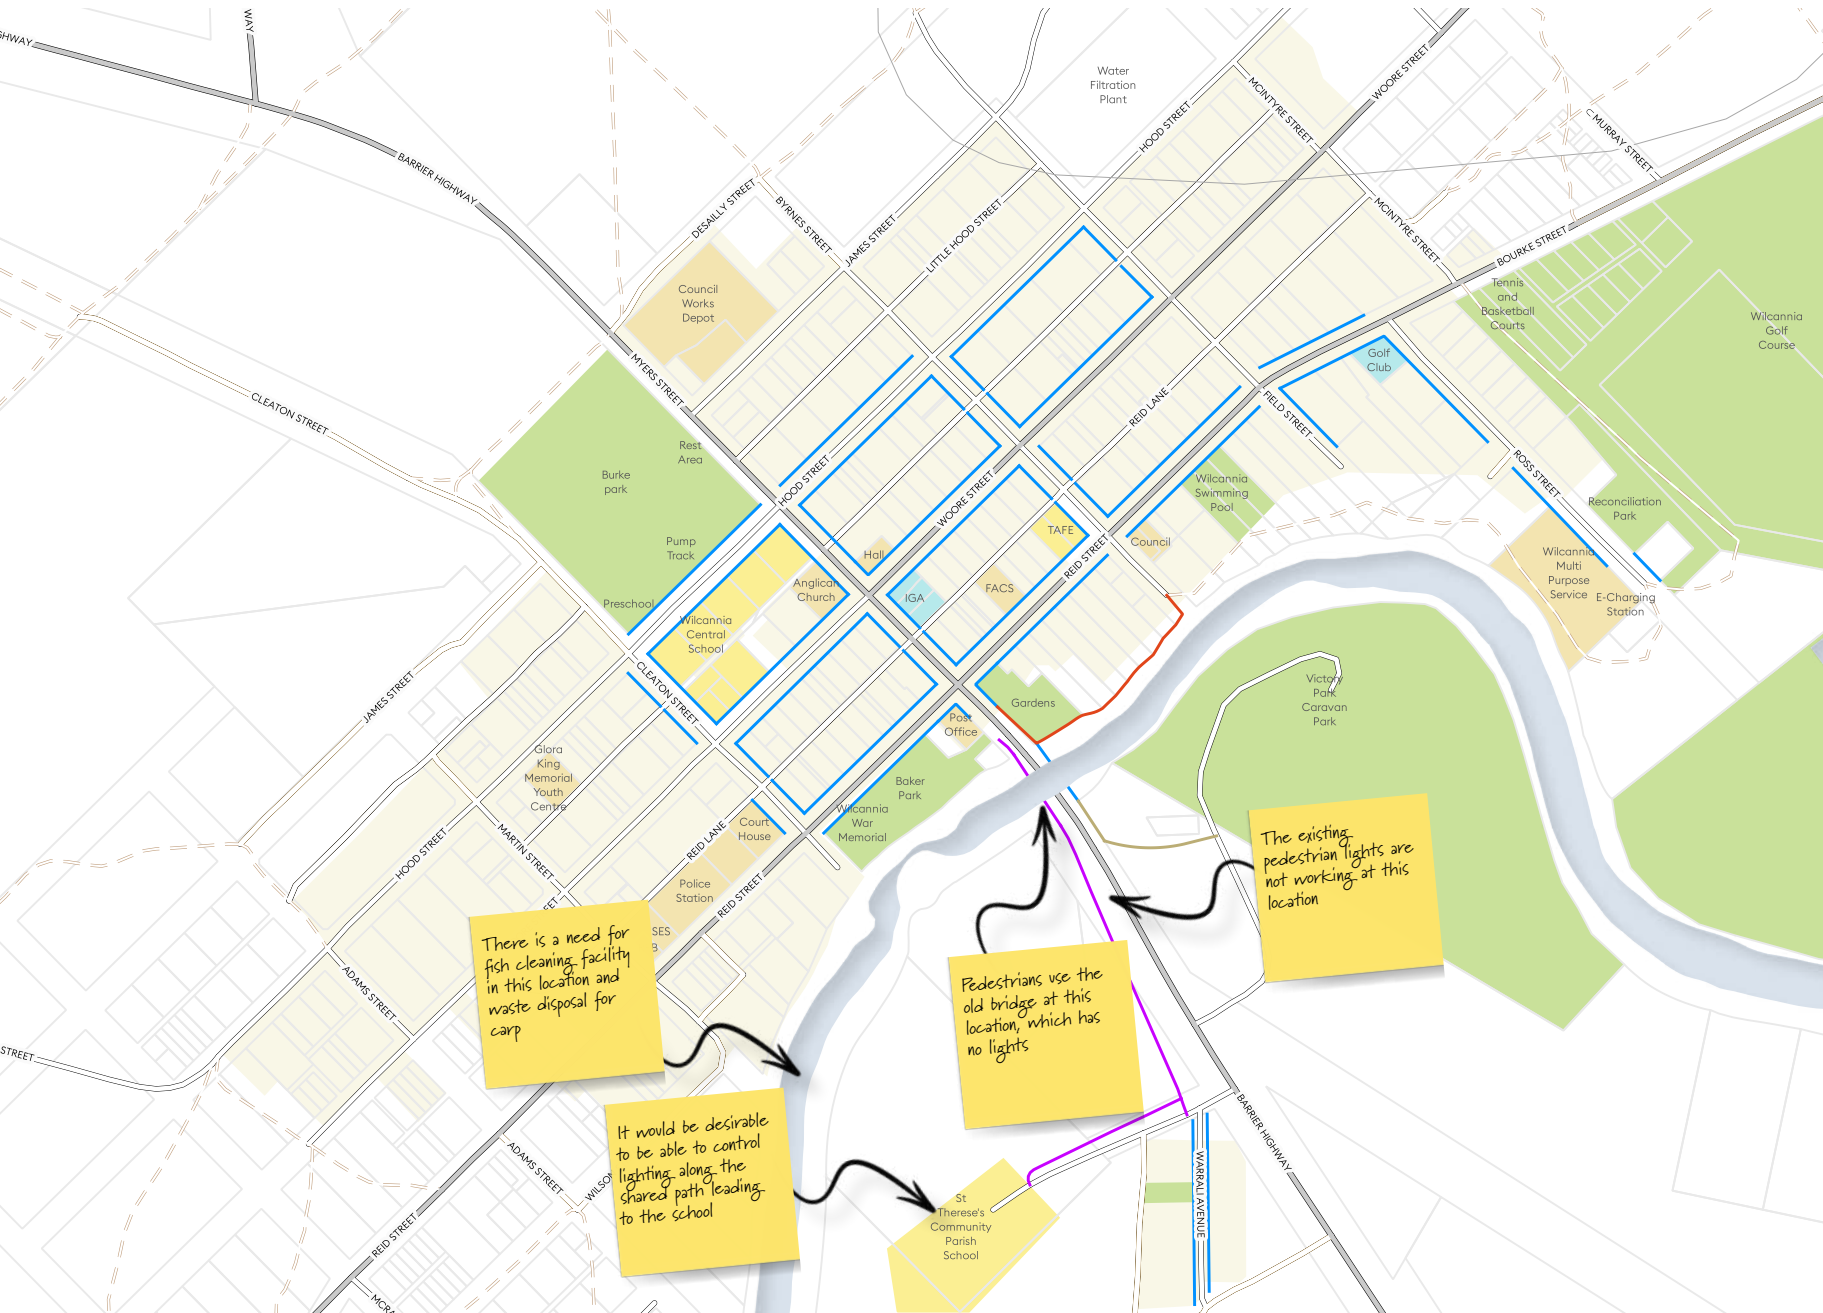 GHWAY
WAY
BARRIER HIGHWAY
Water
Filtration
Plant
HOOD STREET
MCINTYRE STREET
WOORE STREET
MURRAY STREET
DESAILLY STREET
BYRNES STREET
JAMES STREET
LITTLE HOOD STREET
MCINTYRE STREET
BOURKE STREET
Council
Works
Depot
Tennis
and
Basketball
Courts
Wilcannia
Golf
Course
MYERS STREET
Golf
Club
CLEATON STREET
REID LANE
FIELD STREET
Rest
Area
Burke
park
HOOD STREET
WOORE STREET
Wilcannia
Swimming
Pool
ROSS STREET
Reconciliation
Park
TAFE
Council
Pump
Track
Hall
REID STREET
Wilcannia
Multi
Purpose
Service
Anglican
Church
IGA
FACS
Preschool
E-Charging
Station
Wilcannia
Central
School
CLEATON STREET
JAMES STREET
Gardens
Victory
Park
Caravan
Park
Post
Office
Glora
King
Memorial
Youth
Centre
Baker
Park
Wilcannia
War
Memorial
Court
House
REID LANE
HOOD STREET
MARTIN STREET
Police
Station
REID STREET
EET
SES
B
ADAMS STREET
STREET
The existing
pedestrian lights are
not working at this
location
There is a need for
fish cleaning facility
in this location and
waste disposal for
carp
Pedestrians use the
old bridge at this
location, which has
no lights
It would be desirable
to be able to control
lighting along the
shared path leading
to the school
BARRIER HIGHWAY
WARRALI AVENUE
ADAMS STREET
WILSON
REID STREET
MCRA
St
Therese's
Community
Parish
School